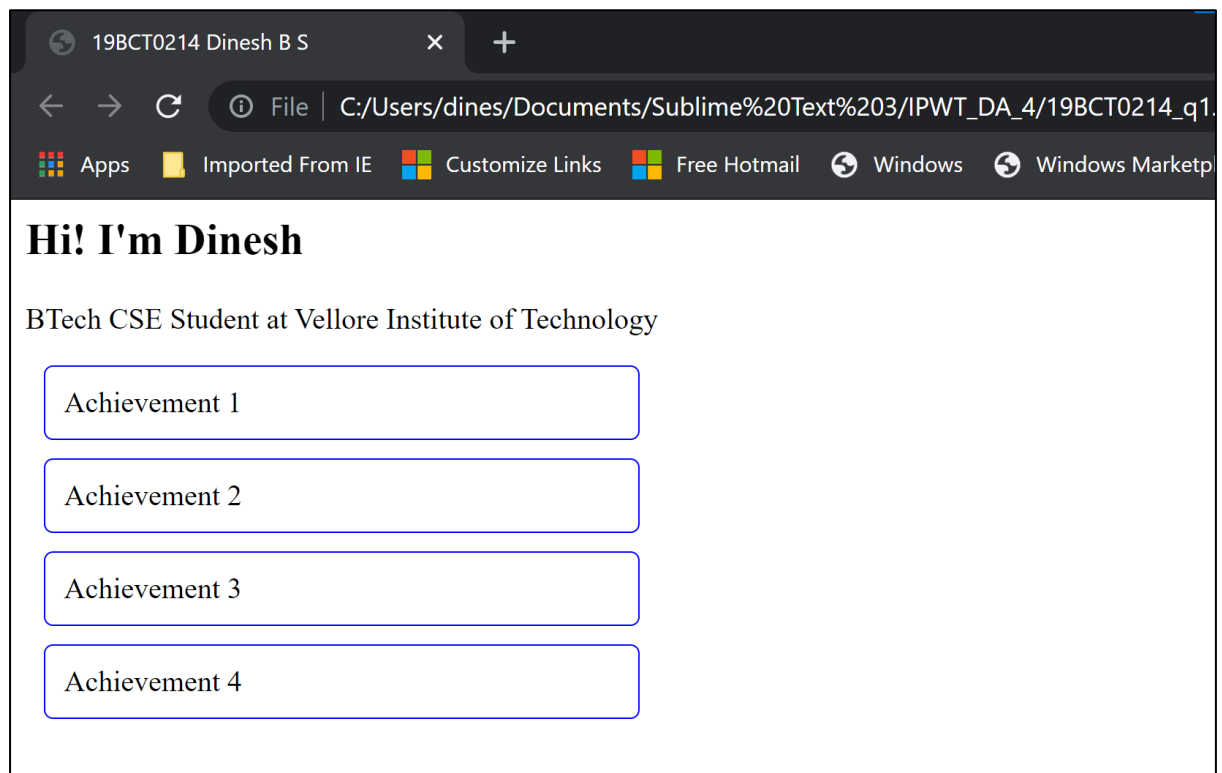 19BCT0214 Dinesh B S
File C:/Users/dines/Documents/Sublime%20Text%203/IPWT_DA_4/19BCT0214_q1.
Apps Imported From IE Customize Links Free Hotmail Windows Windows Marketp
Hi! I'm Dinesh
BTech CSE Student at Vellore Institute of Technology
Achievement 1
Achievement 2
Achievement 3
Achievement 4